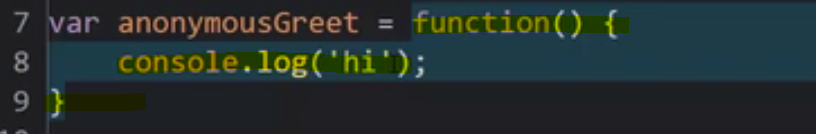 7 var anonymousGreet = function() {
8     console.log('hi');
9 }